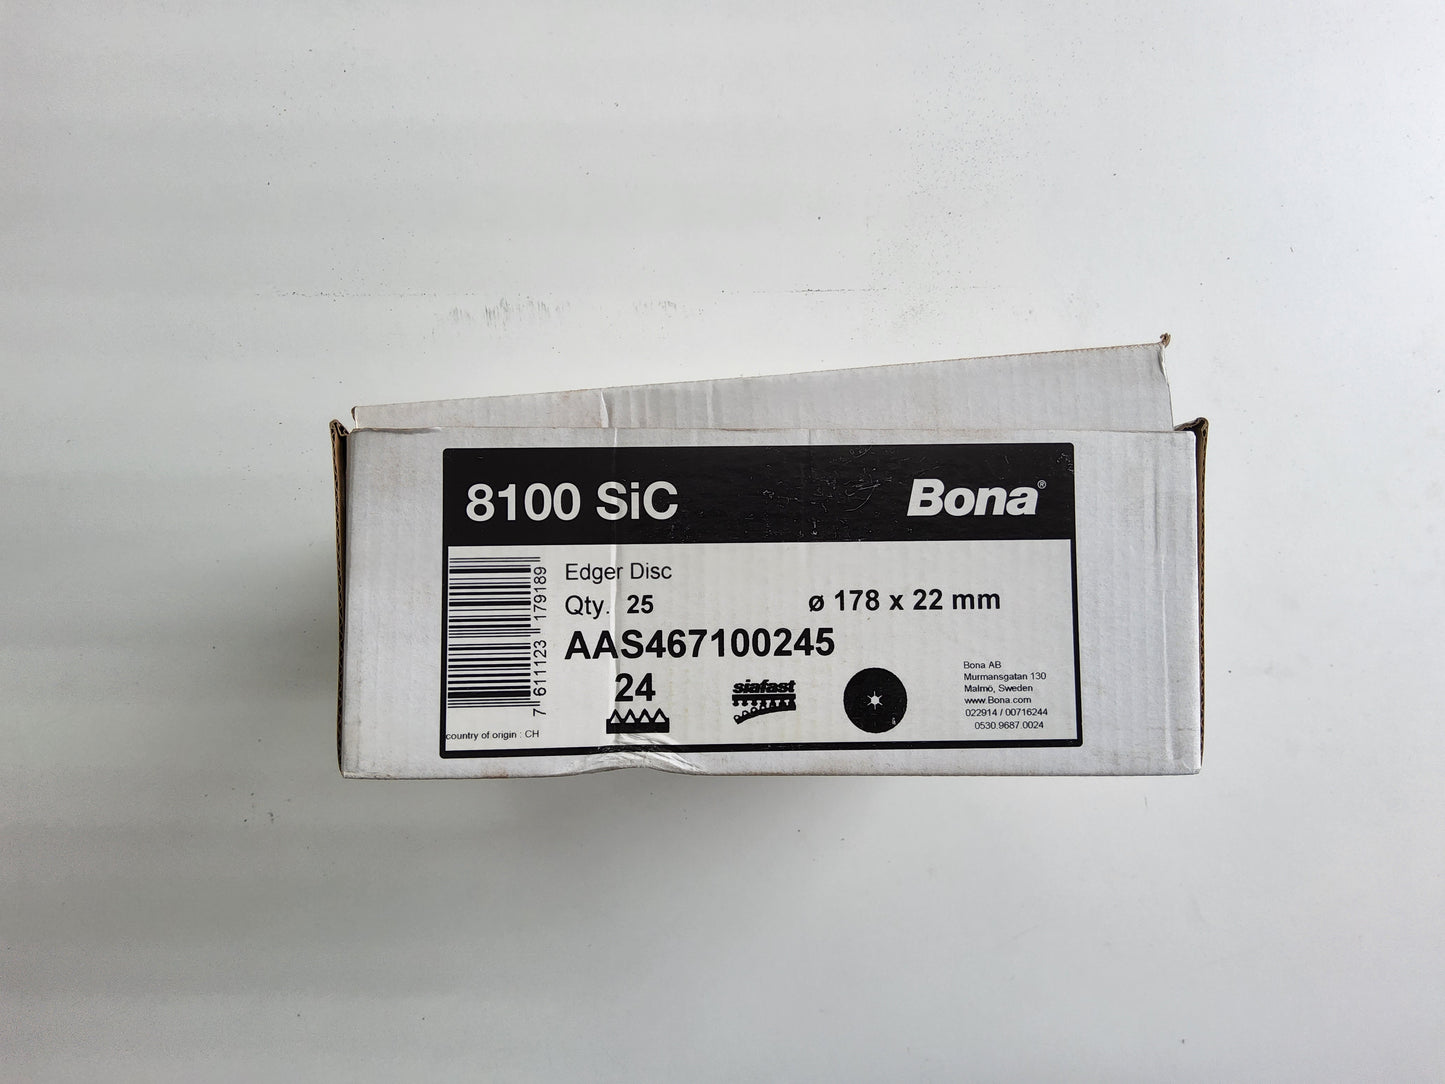 8100 SiC
Bona®
Edger Disc
Qty. 25
ø 178 x 22 mm
AAS467100245
24
siafast
7 611123 179189
country of origin : CH
Bona AB
Murmansgatan 130
Malmö, Sweden
www.Bona.com
022914 / 00716244
0530.9687.0024